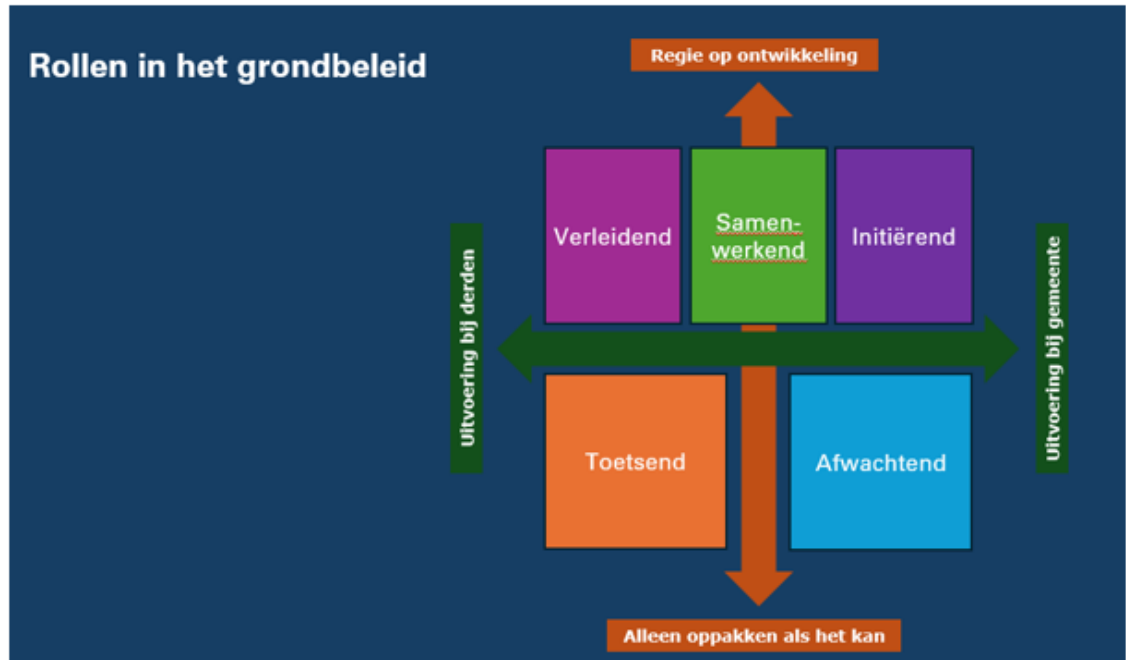 Rollen in het grondbeleid
Regie op ontwikkeling
Verleidend
Samen-
werkend
Initiërend
Uitvoering bij derden
Uitvoering bij gemeente
Toetsend
Afwachtend
Alleen oppakken als het kan